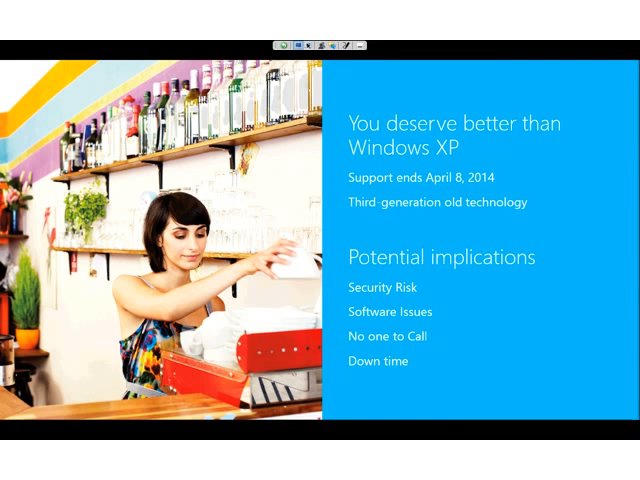 You deserve better than
Windows XP
Support ends April 8, 2014
Third-generation old technology
Potential implications
Security Risk
Software Issues
No one to Call
Down time